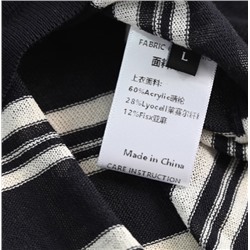 FABRIC
L
面料
上衣面料:
60%Acrylic腈纶
28%Lyocell莱赛尔纤
12%Flax亚麻
Made in China
CARE INSTRUCTION